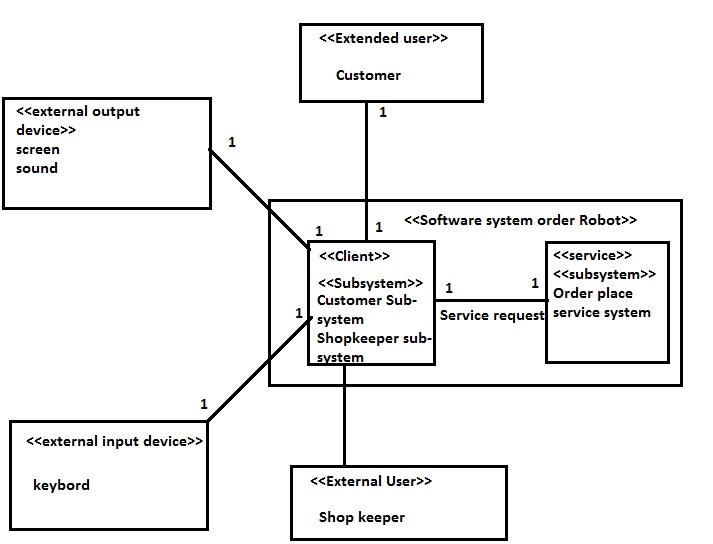 <<Extended user>>
Customer
1
<<external output
device>>
screen
sound
1
<<Software system order Robot>>
1
1
<<Client>>
<<Subsystem>>
Customer Sub-
system
Shopkeeper sub-
system
1
1
1
Service request
<<service>>
<<subsystem>>
Order place
service system
1
<<external input device>>
keybord
<<External User>>
Shop keeper